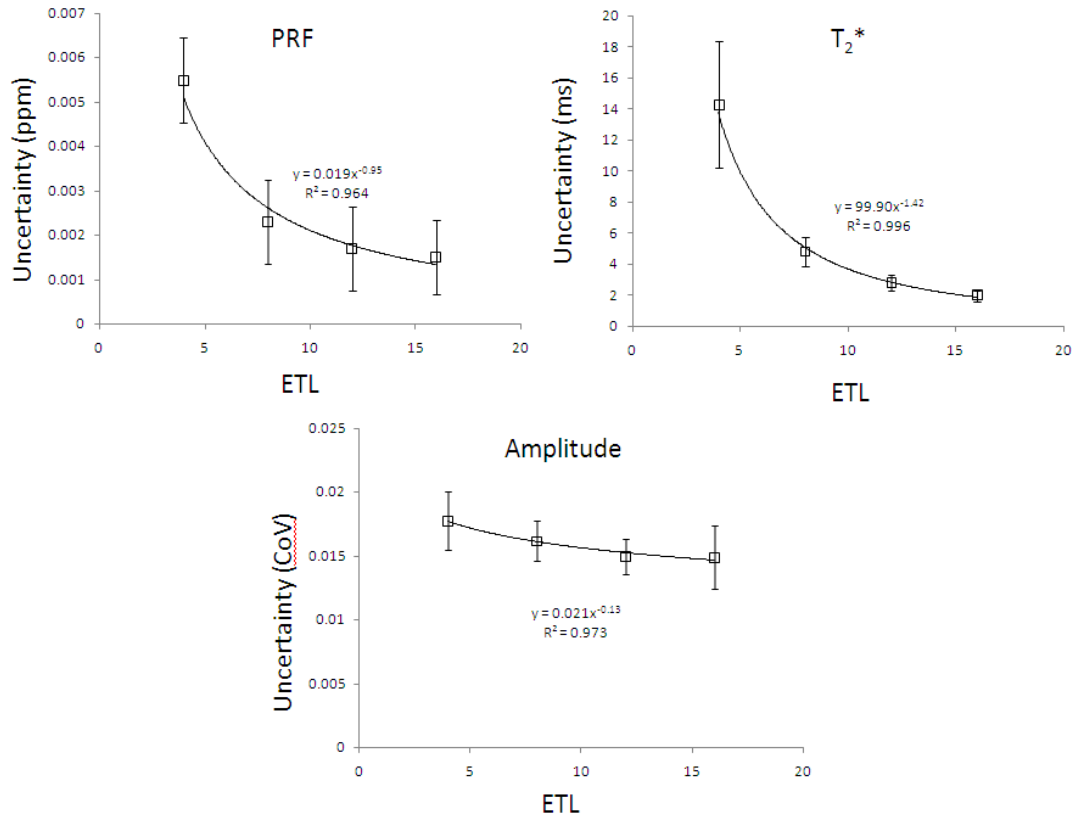 PRF
Uncertainty (ppm)
0.007
0.006
0.005
0.004
0.003
0.002
0.001
0
y = 0.019x^-0.95
R² = 0.964
0 5 10 15 20
ETL
T₂*
Uncertainty (ms)
20
18
16
14
12
10
8
6
4
2
0
y = 99.90x^-1.42
R² = 0.996
0 5 10 15 20
ETL
Amplitude
Uncertainty (CoV)
0.025
0.02
0.015
0.01
0.005
0
y = 0.021x^-0.13
R² = 0.973
0 5 10 15 20
ETL